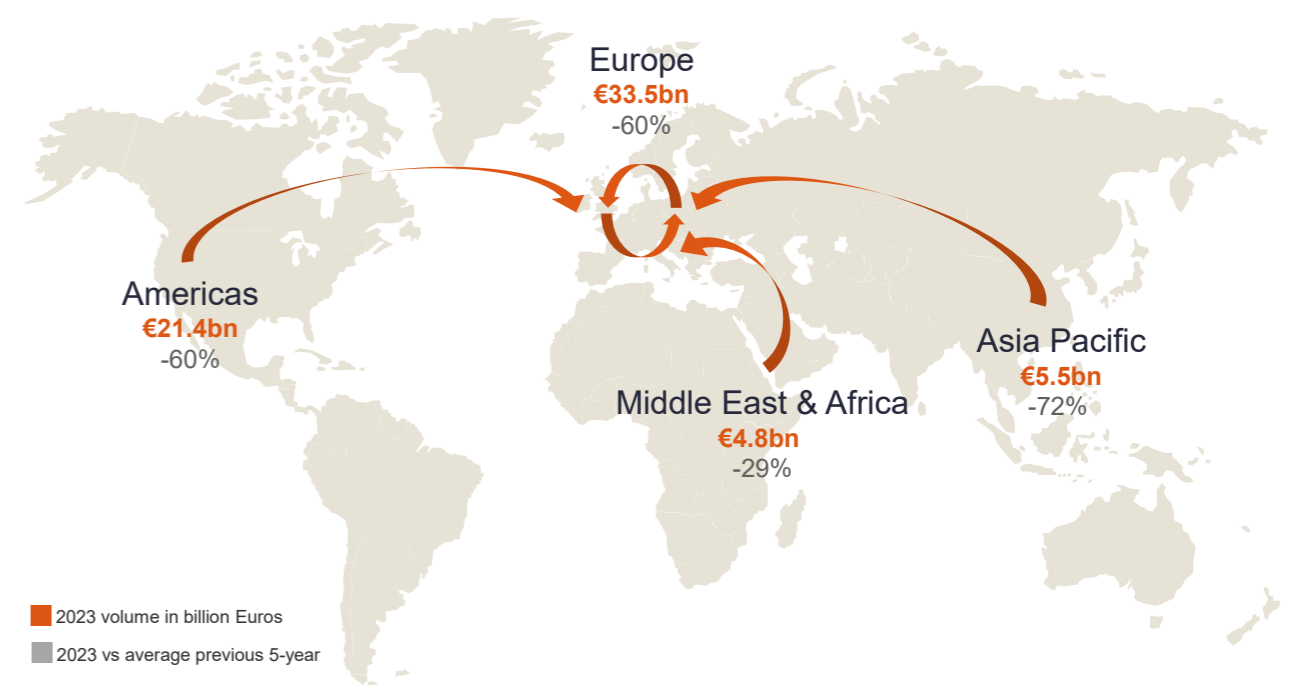 Europe
€33.5bn
-60%
Americas
€21.4bn
-60%
Asia Pacific
€5.5bn
-72%
Middle East & Africa
€4.8bn
-29%
2023 volume in billion Euros
2023 vs average previous 5-year